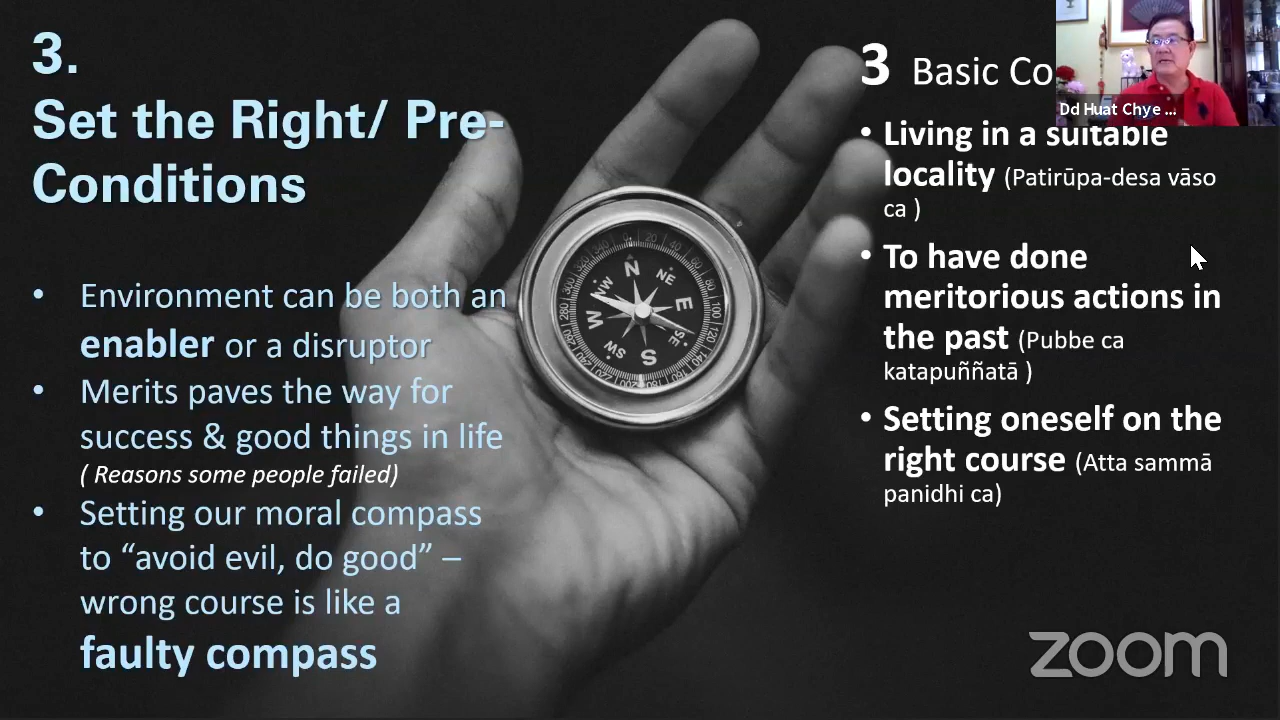 3.
Set the Right/ Pre-
Conditions
• Environment can be both an
enabler or a disruptor
• Merits paves the way for
success & good things in life
( Reasons some people failed)
• Setting our moral compass
to “avoid evil, do good” –
wrong course is like a
faulty compass
3 Basic Co
• Living in a suitable
locality (Patirūpa-desa vāso
ca )
• To have done
meritorious actions in
the past (Pubbe ca
katapuññatā )
• Setting oneself on the
right course (Atta sammā
panidhi ca)
Dd Huat Chye ...
N
NE
E
SE
S
SW
W
NW
zoom